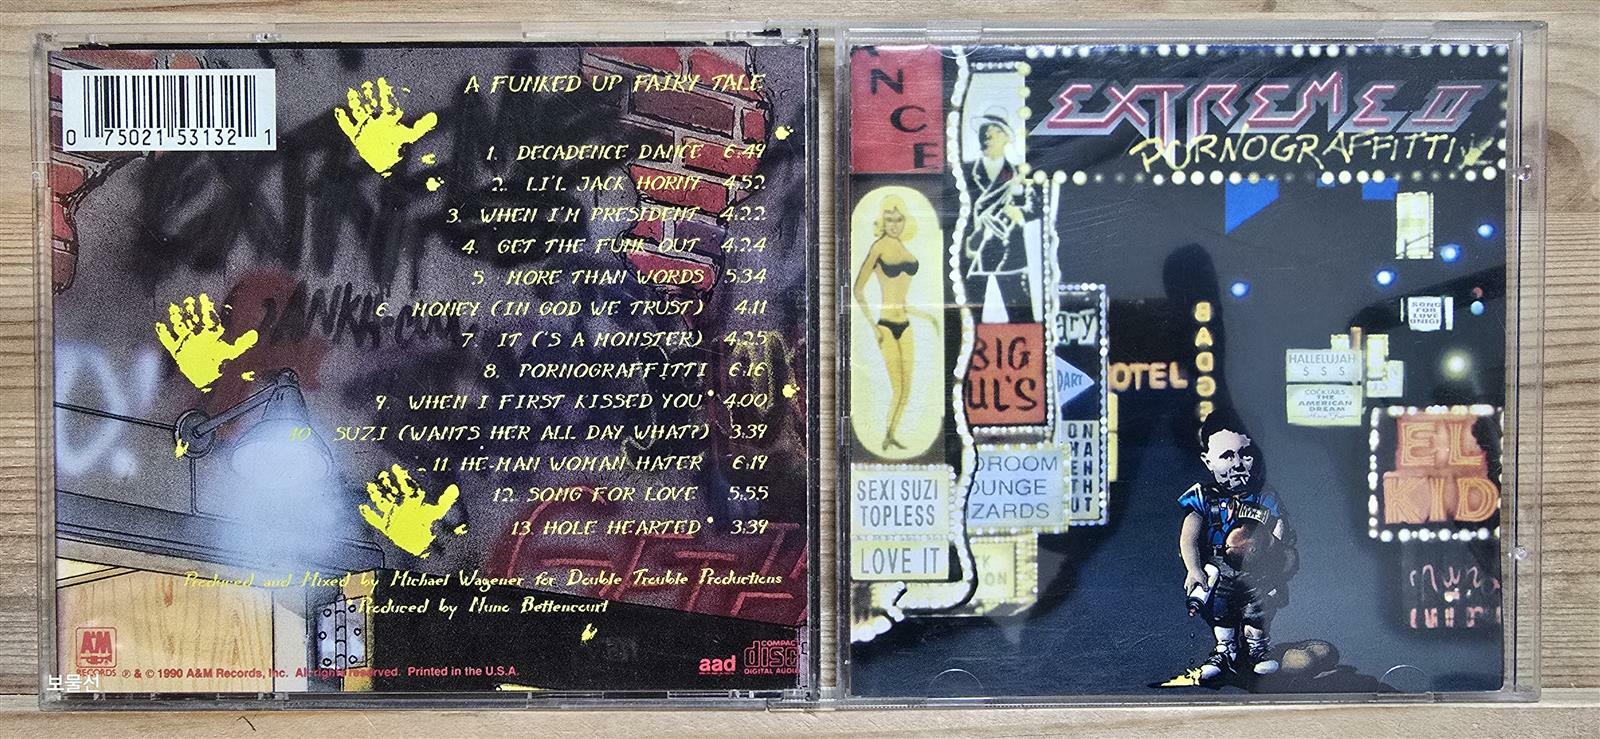 0 75021 53132 1
A FUNKED UP FAIRY TALE
1. DECADENCE DANCE 6:49
2. LI'L JACK HORNY 4:52
3. WHEN I'M PRESIDENT 4:22
4. GET THE FUNK OUT 4:24
5 MORE THAN WORDS 5:34
6. MONEY (IN GOD WE TRUST) 4:11
7. IT ('S A MONSTER) 4:25
8. PORNOGRAFFITTI 6:16
9. WHEN I FIRST KISSED YOU* 4:00
10 SUZI (WANTS HER ALL DAY WHAT?) 3:39
11. HE-MAN WOMAN HATER 6:19
12. SONG FOR LOVE 5:55
13. HOLE HEARTED* 3:39
Produced and Mixed by Michael Wagener for Double Trouble Productions
Produced by Nuno Bettencourt
A&M
RECORDS
℗ & © 1990 A&M Records, Inc. All rights reserved. Printed in the U.S.A.
aad
COMPACT
disc
DIGITAL AUDIO
보물선
NCE
EXTREME II
PORNOGRAFFITTI
BIG
UL'S
ary
DART
OTEL
DROOM
OUNGE
IZARDS
SEXI SUZI
TOPLESS
LOVE IT
SONG
FOR
LOVE
HALLELUJAH
$ $ $
COCKTAILS
THE
AMERICAN
DREAM
EL
KID